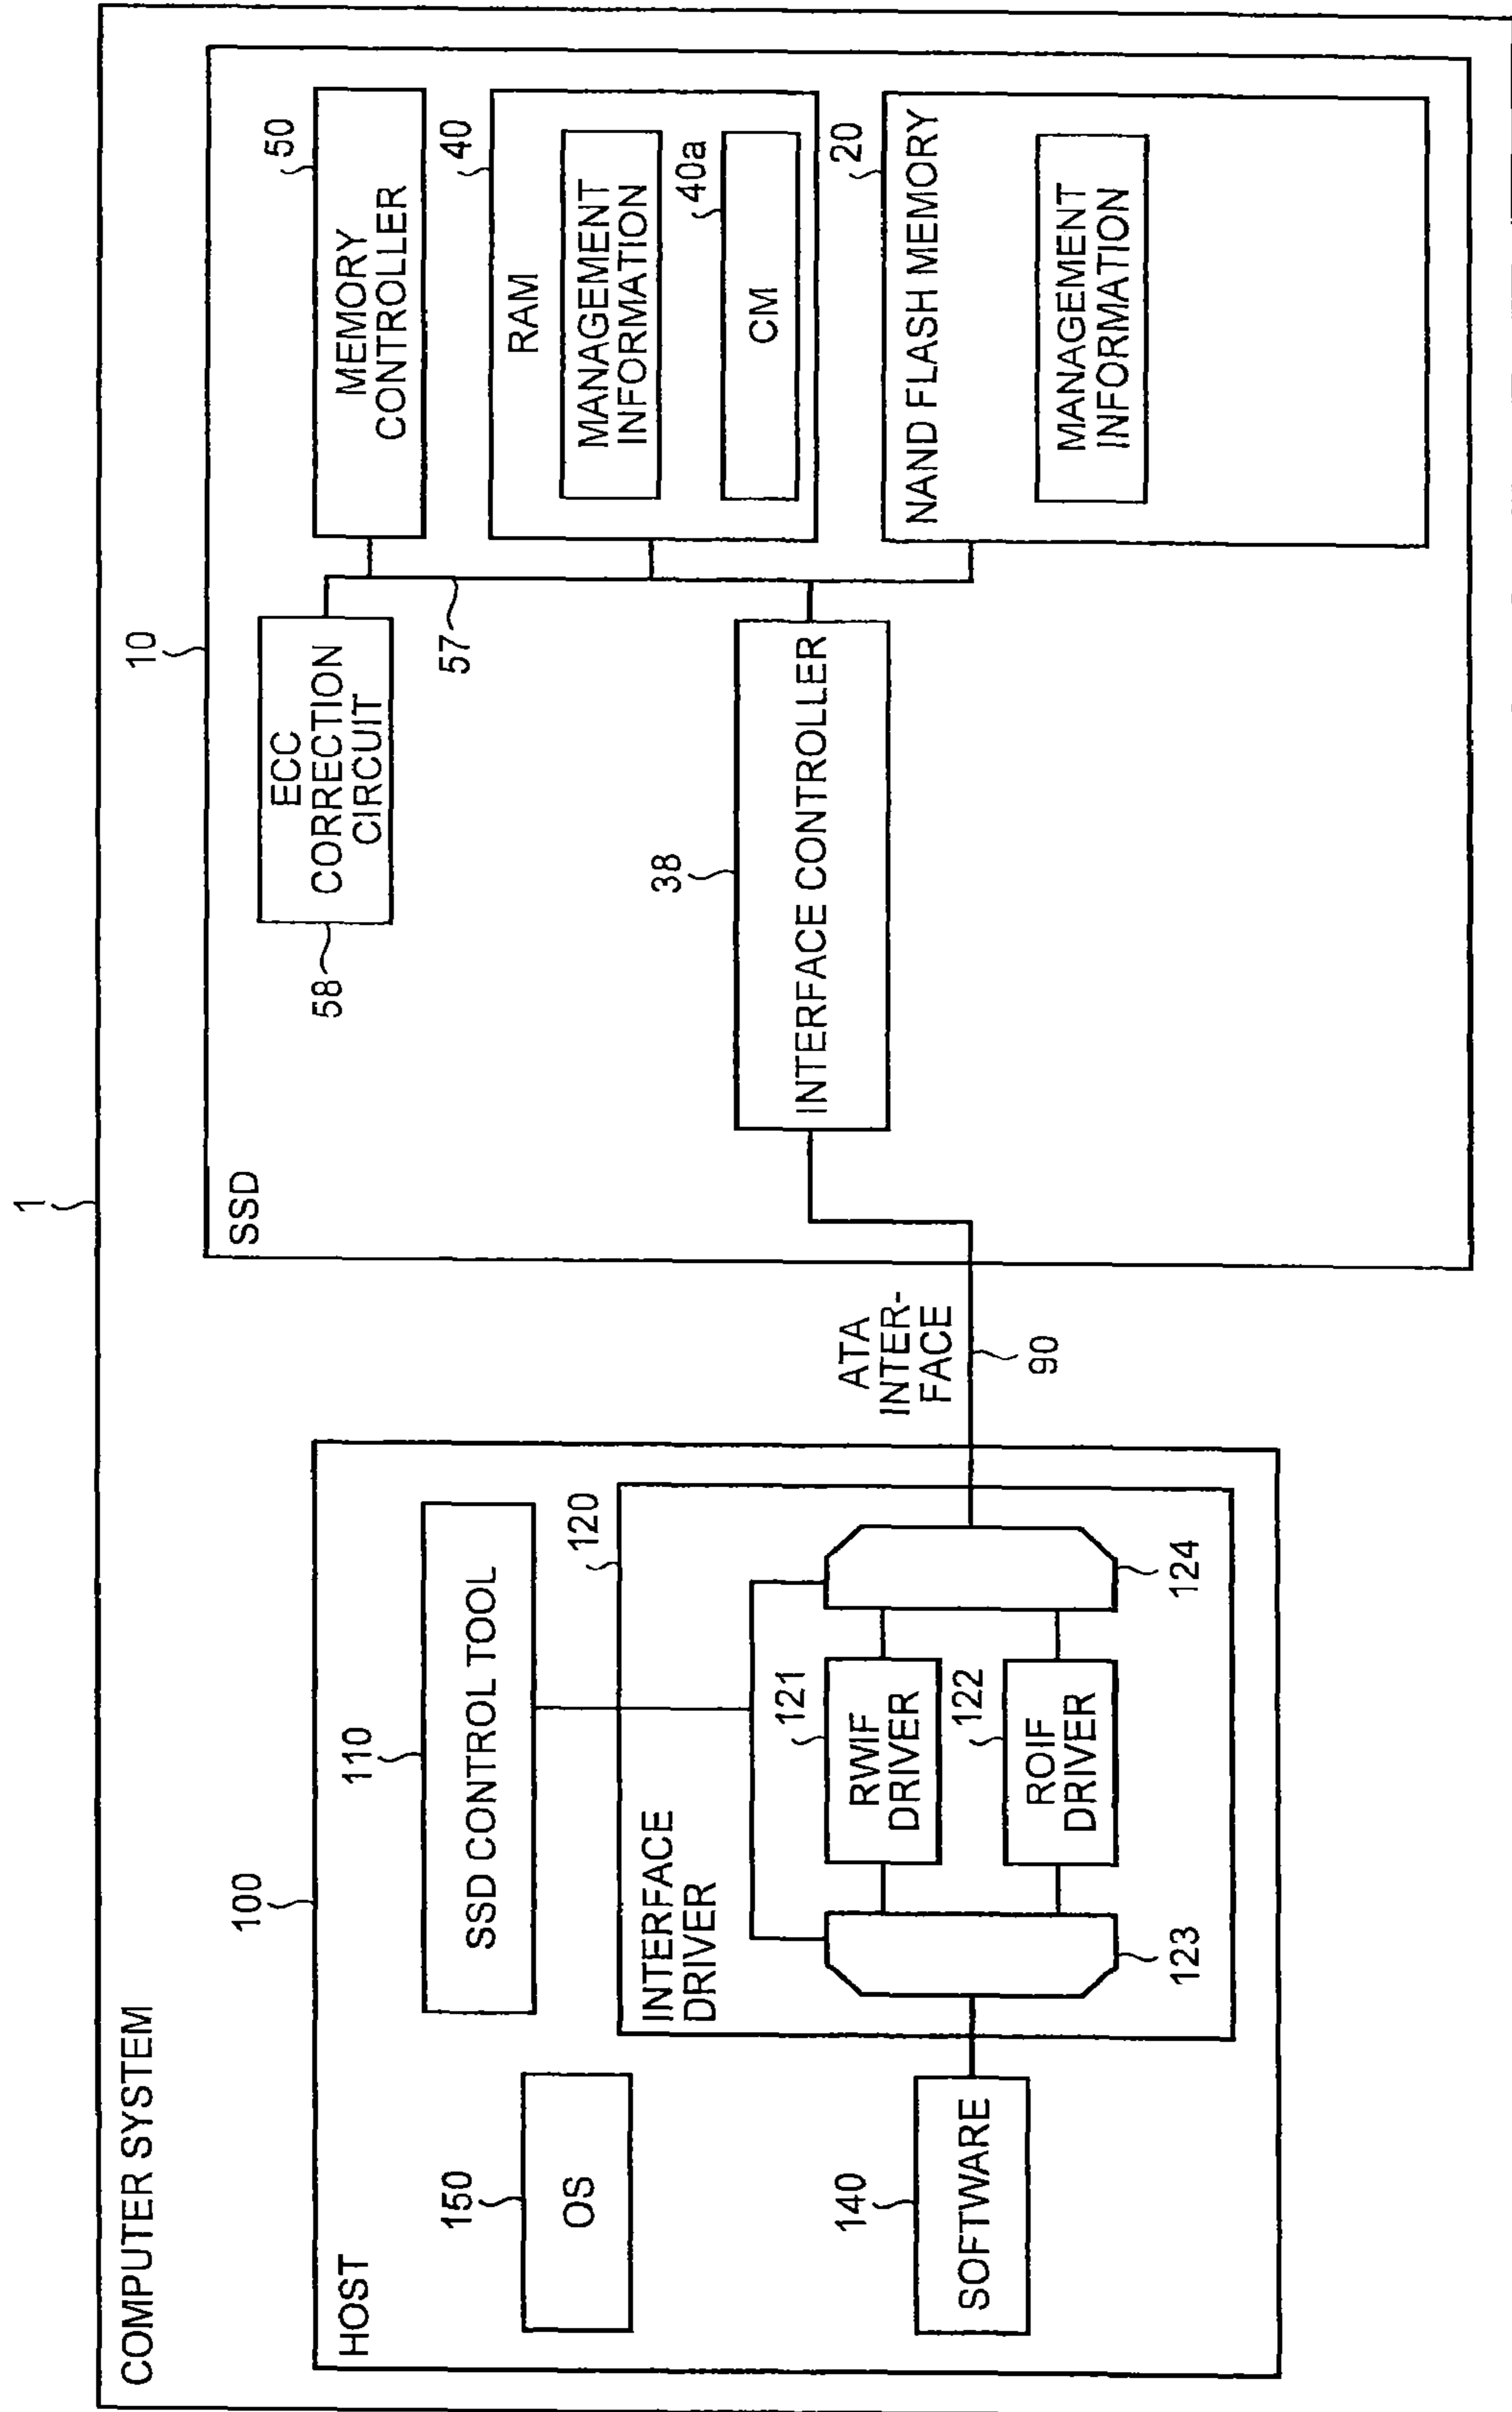 1
COMPUTER SYSTEM
100
HOST
150
OS
140
SOFTWARE
110
SSD CONTROL TOOL
120
INTERFACE
DRIVER
121
RWIF
DRIVER
122
ROIF
DRIVER
123
124
ATA
INTER-
FACE
90
10
SSD
58
ECC
CORRECTION
CIRCUIT
38
INTERFACE CONTROLLER
57
50
MEMORY
CONTROLLER
40
RAM
MANAGEMENT
INFORMATION
40a
CM
20
NAND FLASH MEMORY
MANAGEMENT
INFORMATION